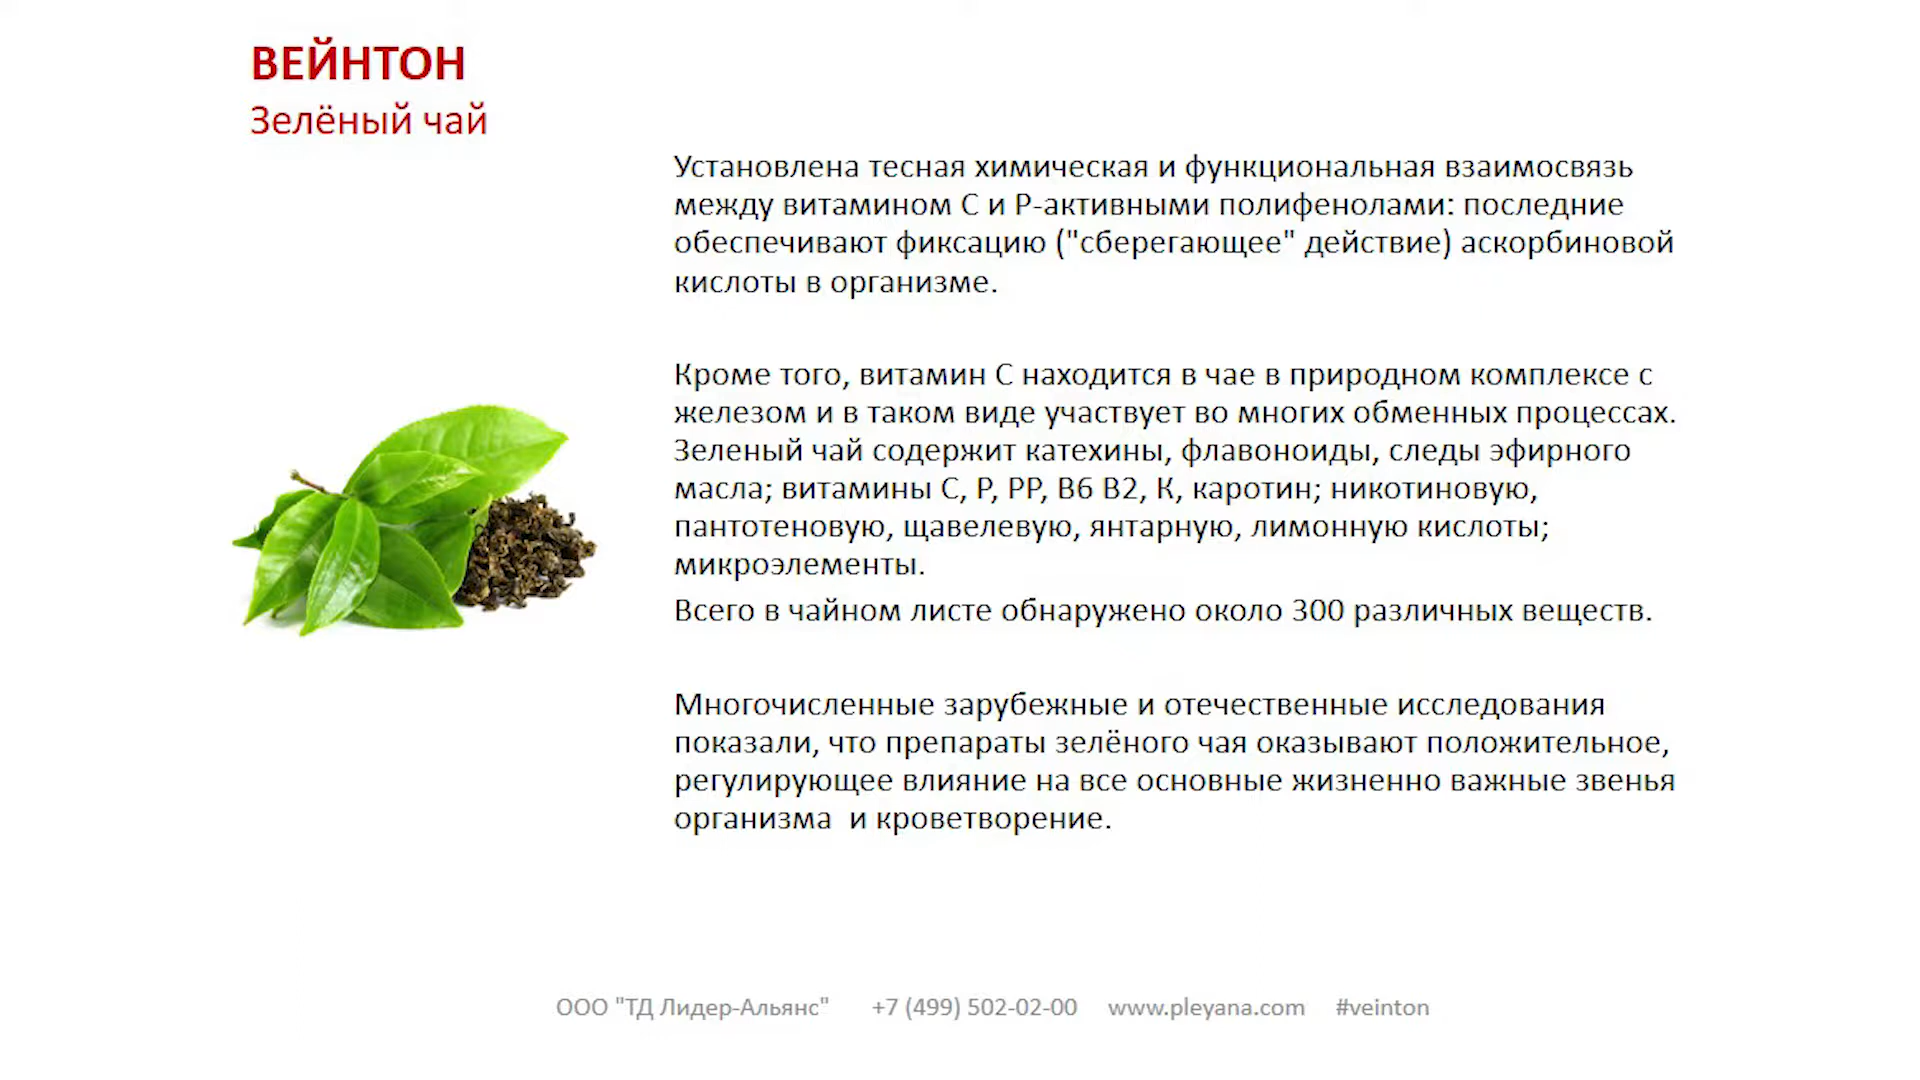 ВЕЙНТОН
Зелёный чай
Установлена тесная химическая и функциональная взаимосвязь
между витамином С и Р-активными полифенолами: последние
обеспечивают фиксацию ("сберегающее" действие) аскорбиновой
кислоты в организме.
Кроме того, витамин С находится в чае в природном комплексе с
железом и в таком виде участвует во многих обменных процессах.
Зеленый чай содержит катехины, флавоноиды, следы эфирного
масла; витамины С, Р, РР, В6 В2, К, каротин; никотиновую,
пантотеновую, щавелевую, янтарную, лимонную кислоты;
микроэлементы.
Всего в чайном листе обнаружено около 300 различных веществ.
Многочисленные зарубежные и отечественные исследования
показали, что препараты зелёного чая оказывают положительное,
регулирующее влияние на все основные жизненно важные звенья
организма  и кроветворение.
ООО "ТД Лидер-Альянс" +7 (499) 502-02-00 www.pleyana.com #veinton